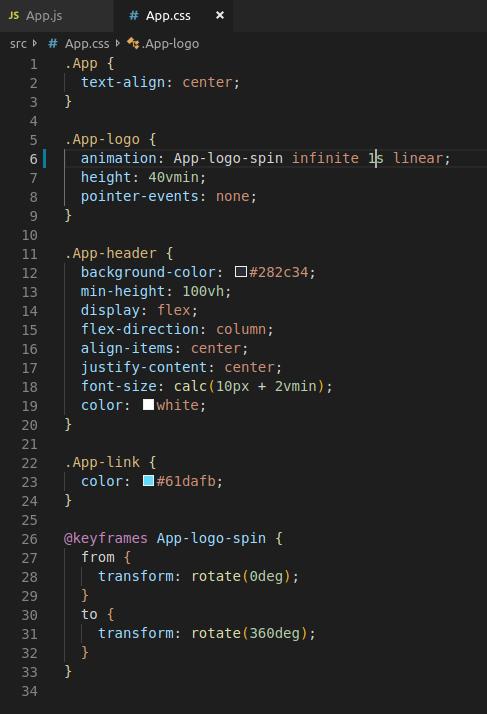 JS App.js # App.css ×
src > # App.css > .App-logo
1 .App {
2 text-align: center;
3 }
4
5 .App-logo {
6 animation: App-logo-spin infinite 1s linear;
7 height: 40vmin;
8 pointer-events: none;
9 }
10
11 .App-header {
12 background-color: #282c34;
13 min-height: 100vh;
14 display: flex;
15 flex-direction: column;
16 align-items: center;
17 justify-content: center;
18 font-size: calc(10px + 2vmin);
19 color: white;
20 }
21
22 .App-link {
23 color: #61dafb;
24 }
25
26 @keyframes App-logo-spin {
27 from {
28 transform: rotate(0deg);
29 }
30 to {
31 transform: rotate(360deg);
32 }
33 }
34